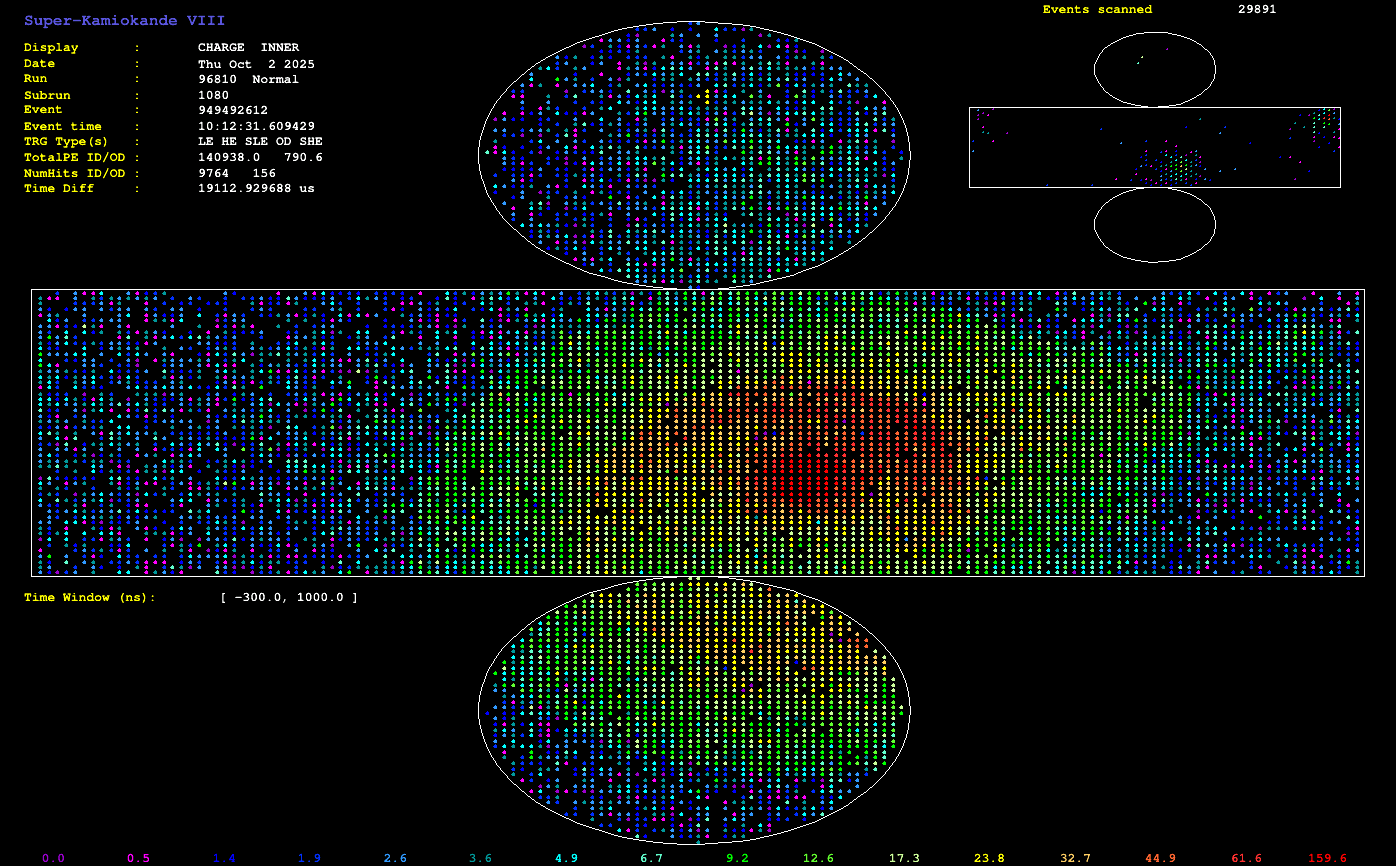 Super-Kamiokande VIII
Events scanned 29891
Display : CHARGE INNER
Date : Thu Oct 2 2025
Run : 96810 Normal
Subrun : 1080
Event : 949492612
Event time : 10:12:31.609429
TRG Type(s) : LE HE SLE OD SHE
TotalPE ID/OD : 140938.0 790.6
NumHits ID/OD : 9764 156
Time Diff : 19112.929688 us
Time Window (ns): [ -300.0, 1000.0 ]
0.0 0.5 1.4 1.9 2.6 3.6 4.9 6.7 9.2 12.6 17.3 23.8 32.7 44.9 61.6 159.6